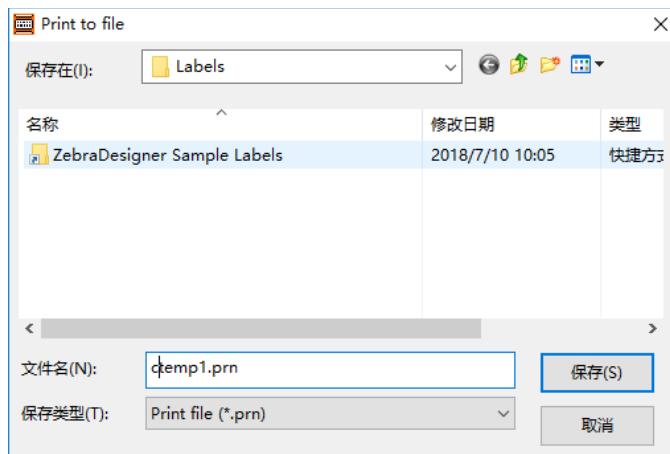 Print to file
保存在(I):
Labels
名称
修改日期
类型
ZebraDesigner Sample Labels
2018/7/10 10:05
快捷方式
文件名(N):
ctemp1.prn
保存(S)
保存类型(T):
Print file (*.prn)
取消